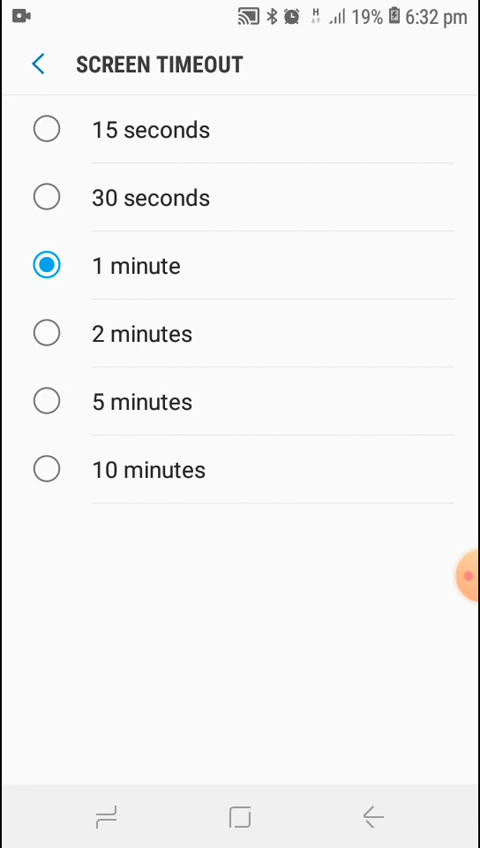 H 19% 6:32 pm
SCREEN TIMEOUT
15 seconds
30 seconds
1 minute
2 minutes
5 minutes
10 minutes